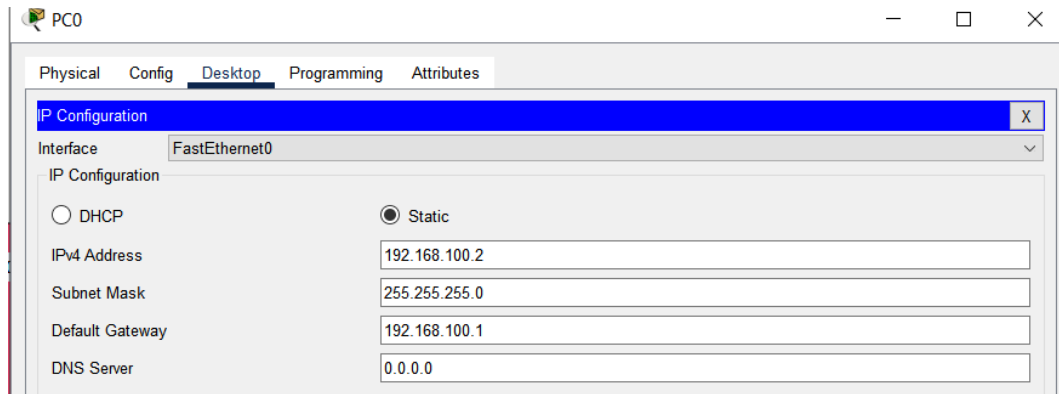 PC0
Physical Config Desktop Programming Attributes
IP Configuration X
Interface FastEthernet0
IP Configuration
DHCP Static
IPv4 Address 192.168.100.2
Subnet Mask 255.255.255.0
Default Gateway 192.168.100.1
DNS Server 0.0.0.0